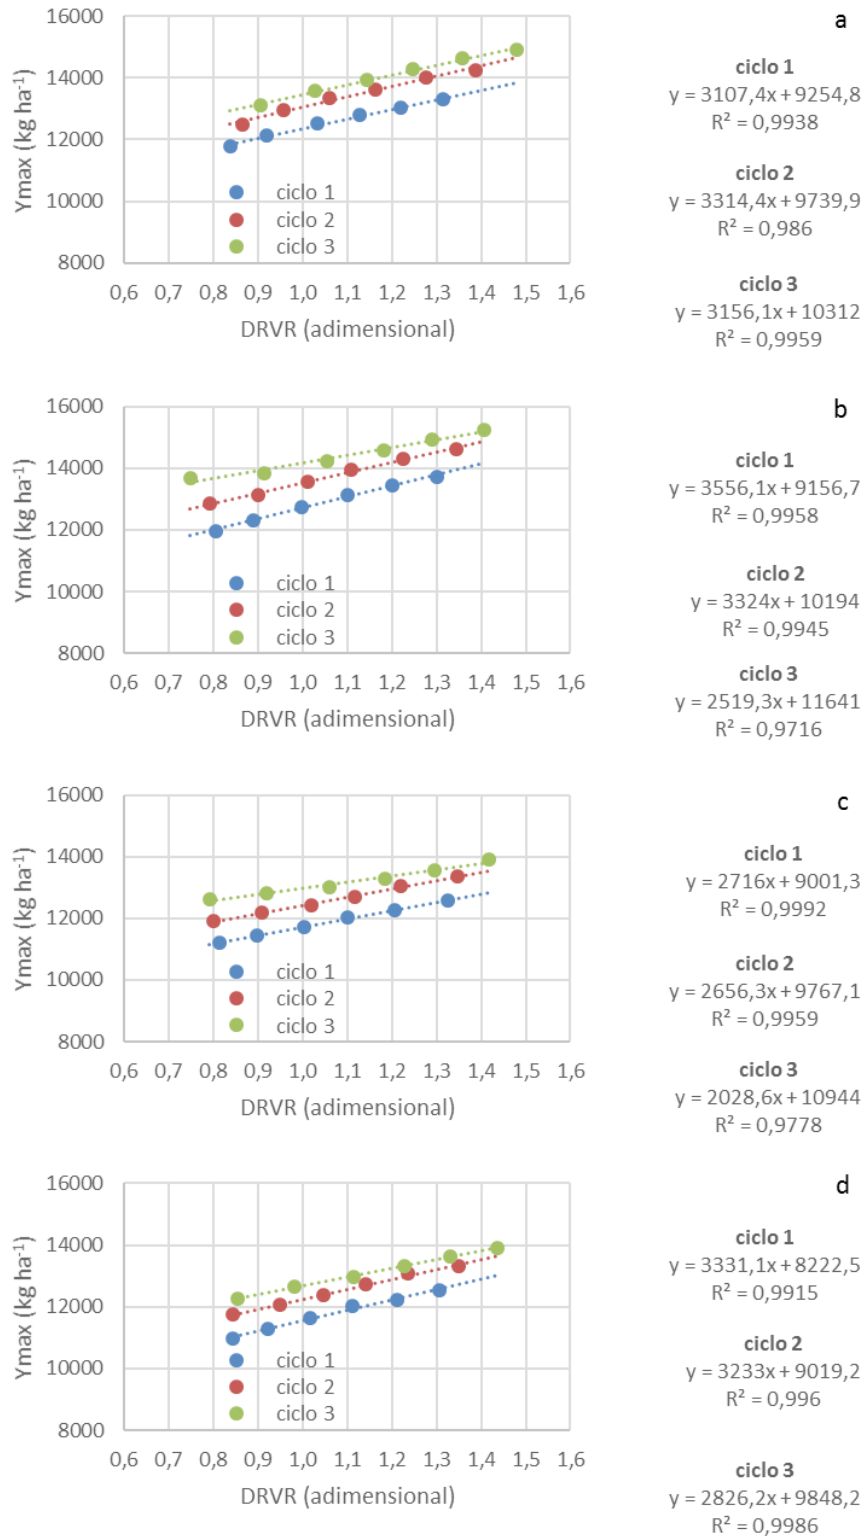 a
16000
14000
12000
10000
8000
Ymax (kg ha⁻¹)
ciclo 1
ciclo 2
ciclo 3
0,6 0,7 0,8 0,9 1,0 1,1 1,2 1,3 1,4 1,5 1,6
DRVR (adimensional)
ciclo 1
y = 3107,4x + 9254,8
R² = 0,9938
ciclo 2
y = 3314,4x + 9739,9
R² = 0,986
ciclo 3
y = 3156,1x + 10312
R² = 0,9959
b
16000
14000
12000
10000
8000
Ymax (kg ha⁻¹)
ciclo 1
ciclo 2
ciclo 3
0,6 0,7 0,8 0,9 1,0 1,1 1,2 1,3 1,4 1,5 1,6
DRVR (adimensional)
ciclo 1
y = 3556,1x + 9156,7
R² = 0,9958
ciclo 2
y = 3324x + 10194
R² = 0,9945
ciclo 3
y = 2519,3x + 11641
R² = 0,9716
c
16000
14000
12000
10000
8000
Ymax (kg ha⁻¹)
ciclo 1
ciclo 2
ciclo 3
0,6 0,7 0,8 0,9 1,0 1,1 1,2 1,3 1,4 1,5 1,6
DRVR (adimensional)
ciclo 1
y = 2716x + 9001,3
R² = 0,9992
ciclo 2
y = 2656,3x + 9767,1
R² = 0,9959
ciclo 3
y = 2028,6x + 10944
R² = 0,9778
d
16000
14000
12000
10000
8000
Ymax (kg ha⁻¹)
ciclo 1
ciclo 2
ciclo 3
0,6 0,7 0,8 0,9 1,0 1,1 1,2 1,3 1,4 1,5 1,6
DRVR (adimensional)
ciclo 1
y = 3331,1x + 8222,5
R² = 0,9915
ciclo 2
y = 3233x + 9019,2
R² = 0,996
ciclo 3
y = 2826,2x + 9848,2
R² = 0,9986